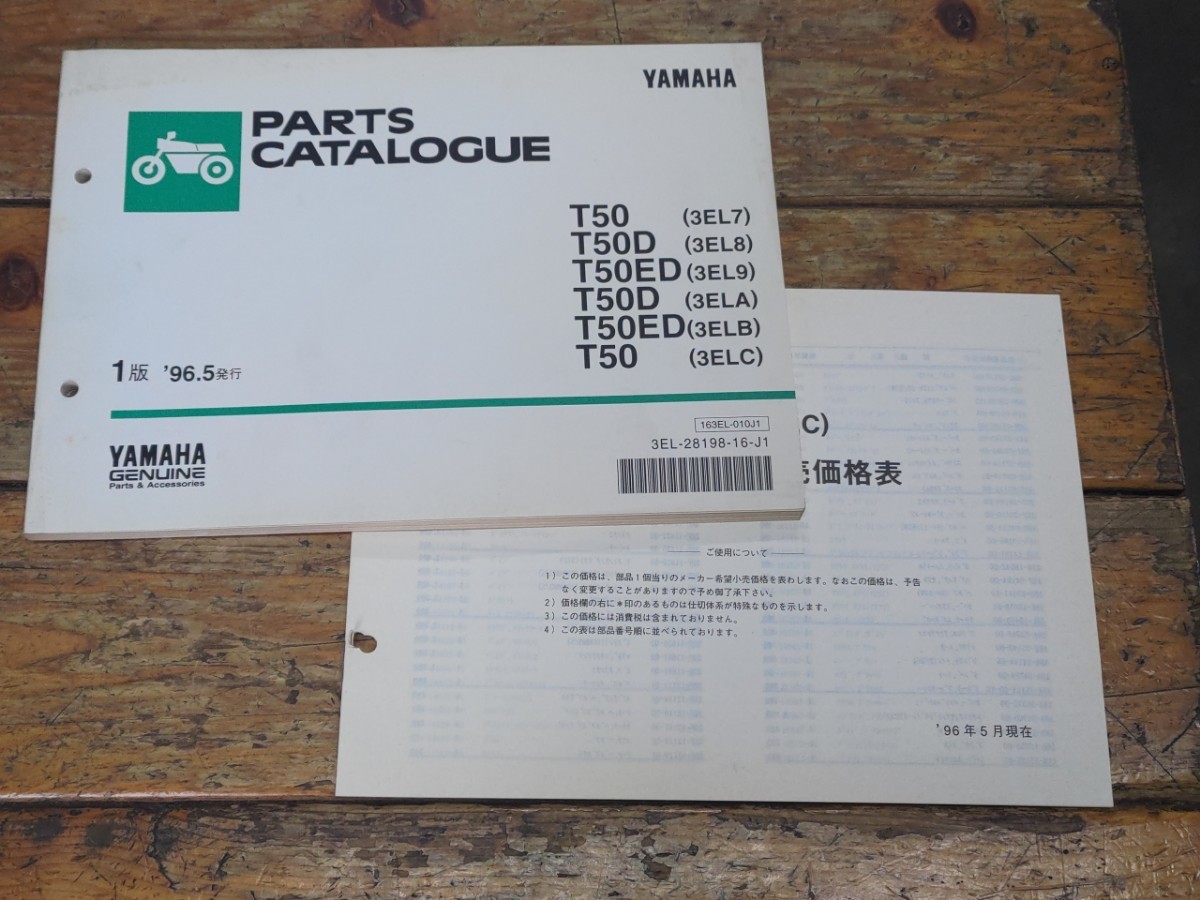 YAMAHA
PARTS
CATALOGUE
T50 (3EL7)
T50D (3EL8)
T50ED (3EL9)
T50D (3ELA)
T50ED (3ELB)
T50 (3ELC)
1版 '96.5発行
163EL-010J1
3EL-28198-16-J1
YAMAHA
GENUINE
Parts & Accessories
C)
価格表
ご使用について
1) この価格は、部品1個当りのメーカー希望小売価格を表わします。なおこの価格は、予告
なく変更することがありますので予め御了承下さい。
2) 価格欄の右に＊印のあるものは仕切体系が特殊なものを示します。
3) この価格には消費税は含まれておりません。
4) この表は部品番号順に並べられております。
'96年5月現在